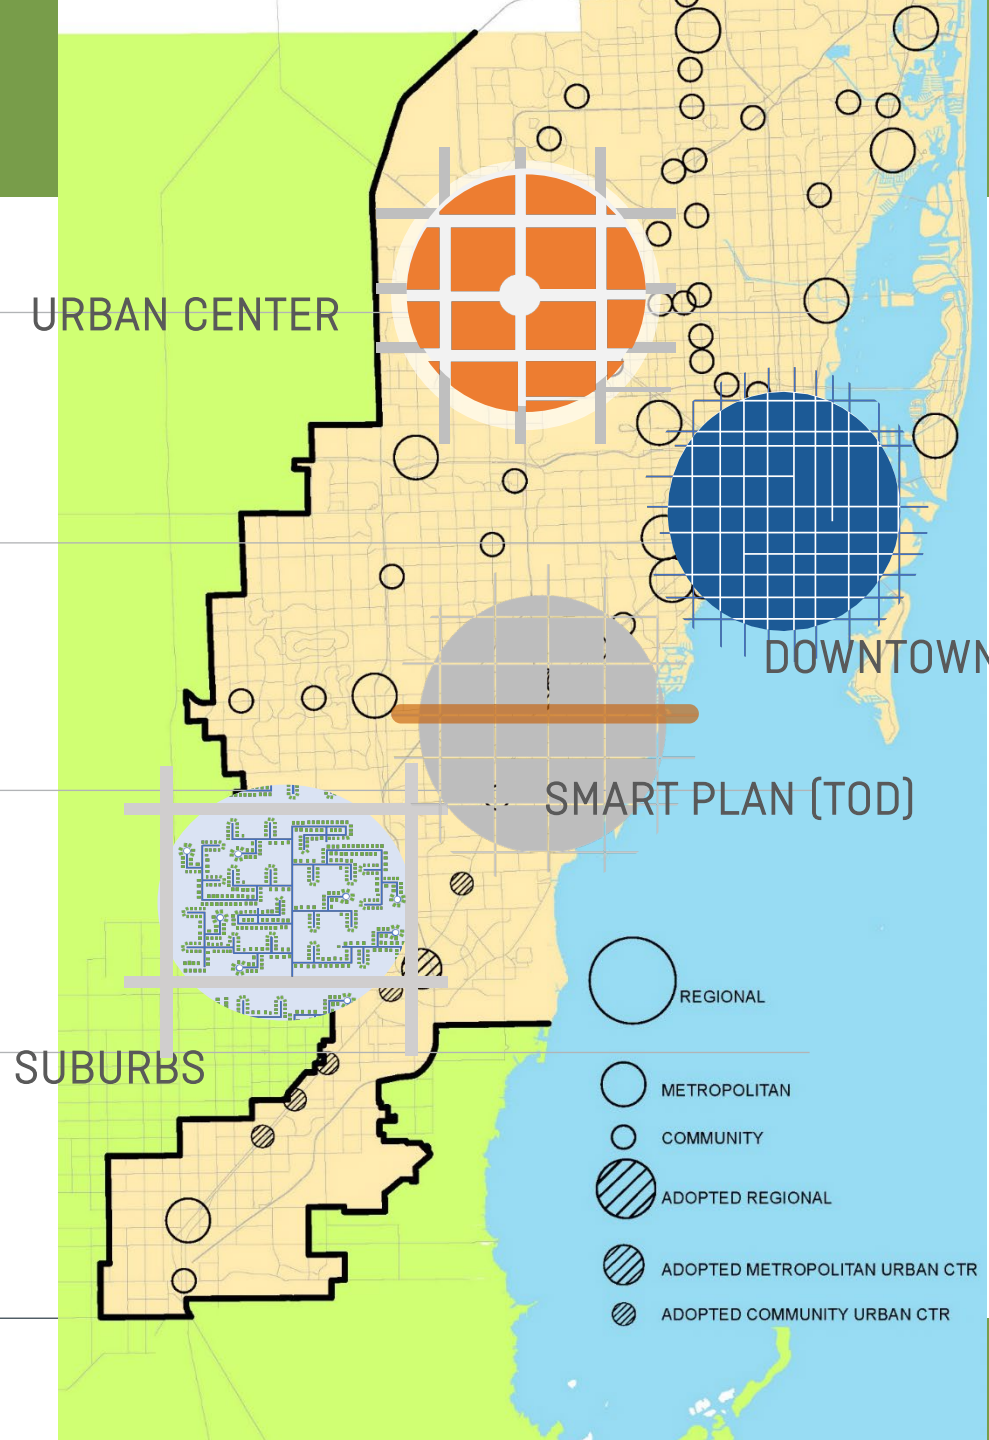 URBAN CENTER
DOWNTOWN
SMART PLAN (TOD)
REGIONAL
SUBURBS
METROPOLITAN
COMMUNITY
ADOPTED REGIONAL
ADOPTED METROPOLITAN URBAN CTR
ADOPTED COMMUNITY URBAN CTR